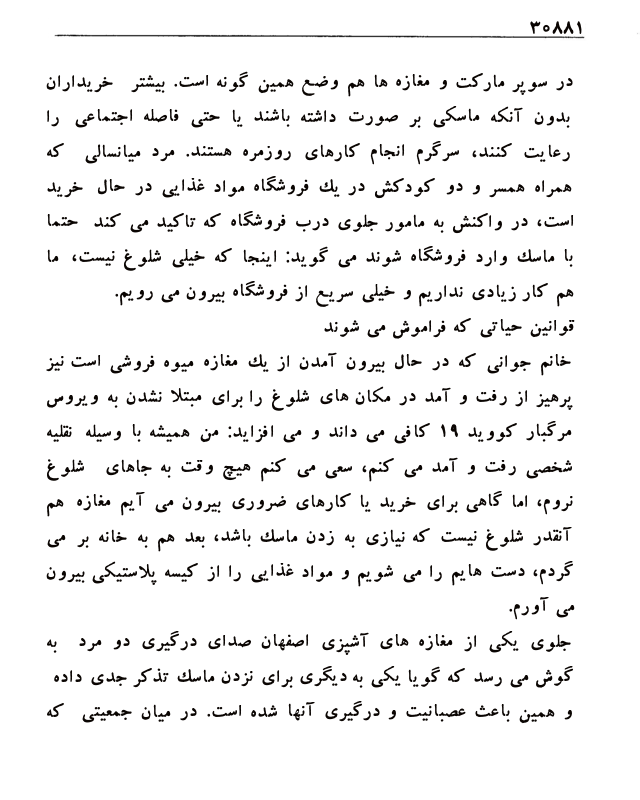 ۳۰۸۸۱
در سوپر مارکت و مغازه ها هم وضع همین گونه است. بیشتر خریداران
بدون آنکه ماسکی بر صورت داشته باشند یا حتی فاصله اجتماعی را
رعایت کنند، سرگرم انجام کارهای روزمره هستند. مرد میانسالی که
همراه همسر و دو کودکش در یك فروشگاه مواد غذایی در حال خرید
است، در واکنش به مامور جلوی درب فروشگاه که تاکید می کند حتما
با ماسك وارد فروشگاه شوند می گوید: اینجا که خیلی شلوغ نیست، ما
هم کار زیادی نداریم و خیلی سریع از فروشگاه بیرون می رویم.
قوانین حیاتی که فراموش می شوند
خانم جوانی که در حال بیرون آمدن از یك مغازه میوه فروشی است نیز
پرهیز از رفت و آمد در مکان های شلوغ را برای مبتلا نشدن به ویروس
مرگبار کووید ۱۹ کافی می داند و می افزاید: من همیشه با وسیله نقلیه
شخصی رفت و آمد می کنم، سعی می کنم هیچ وقت به جاهای شلوغ
نروم، اما گاهی برای خرید یا کارهای ضروری بیرون می آیم مغازه هم
آنقدر شلوغ نیست که نیازی به زدن ماسك باشد، بعد هم به خانه بر می
گردم، دست هایم را می شویم و مواد غذایی را از کیسه پلاستیکی بیرون
می آورم.
جلوی یکی از مغازه های آشپزی اصفهان صدای درگیری دو مرد به
گوش می رسد که گویا یکی به دیگری برای نزدن ماسك تذکر جدی داده
و همین باعث عصبانیت و درگیری آنها شده است. در میان جمعیتی که